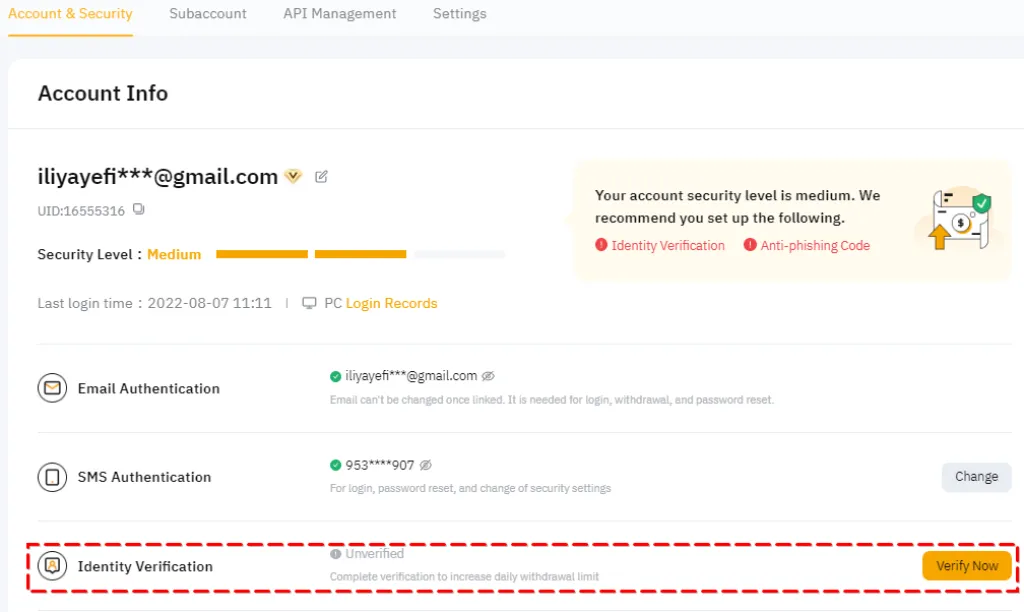 Account & Security Subaccount API Management Settings
Account Info
iliyayefi***@gmail.com
UID:16555316
Security Level : Medium
Last login time : 2022-08-07 11:11 | PC Login Records
Your account security level is medium. We
recommend you set up the following.
Identity Verification Anti-phishing Code
Email Authentication
iliyayefi***@gmail.com
Email can't be changed once linked. It is needed for login, withdrawal, and password reset.
SMS Authentication
953****907
For login, password reset, and change of security settings
Change
Identity Verification
Unverified
Complete verification to increase daily withdrawal limit
Verify Now